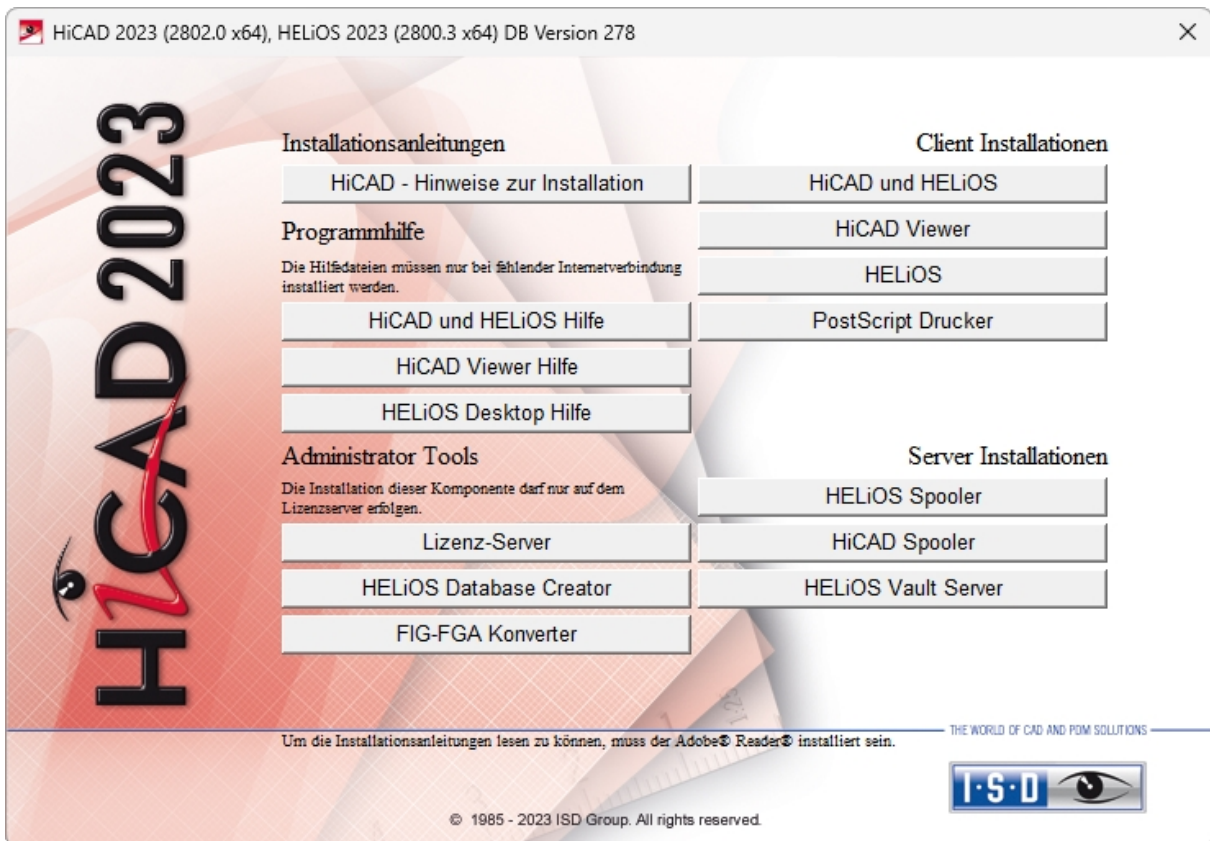 HiCAD 2023 (2802.0 x64), HELiOS 2023 (2800.3 x64) DB Version 278
HiCAD 2023
Installationsanleitungen
HiCAD - Hinweise zur Installation
Programmhilfe
Die Hilfedateien müssen nur bei fehlender Internetverbindung
installiert werden.
HiCAD und HELiOS Hilfe
HiCAD Viewer Hilfe
HELiOS Desktop Hilfe
Administrator Tools
Die Installation dieser Komponente darf nur auf dem
Lizenzserver erfolgen.
Lizenz-Server
HELiOS Database Creator
FIG-FGA Konverter
Client Installationen
HiCAD und HELiOS
HiCAD Viewer
HELiOS
PostScript Drucker
Server Installationen
HELiOS Spooler
HiCAD Spooler
HELiOS Vault Server
1:25
Um die Installationsanleitungen lesen zu können, muss der Adobe® Reader® installiert sein.
THE WORLD OF CAD AND PDM SOLUTIONS
I·S·D
© 1985 - 2023 ISD Group. All rights reserved.